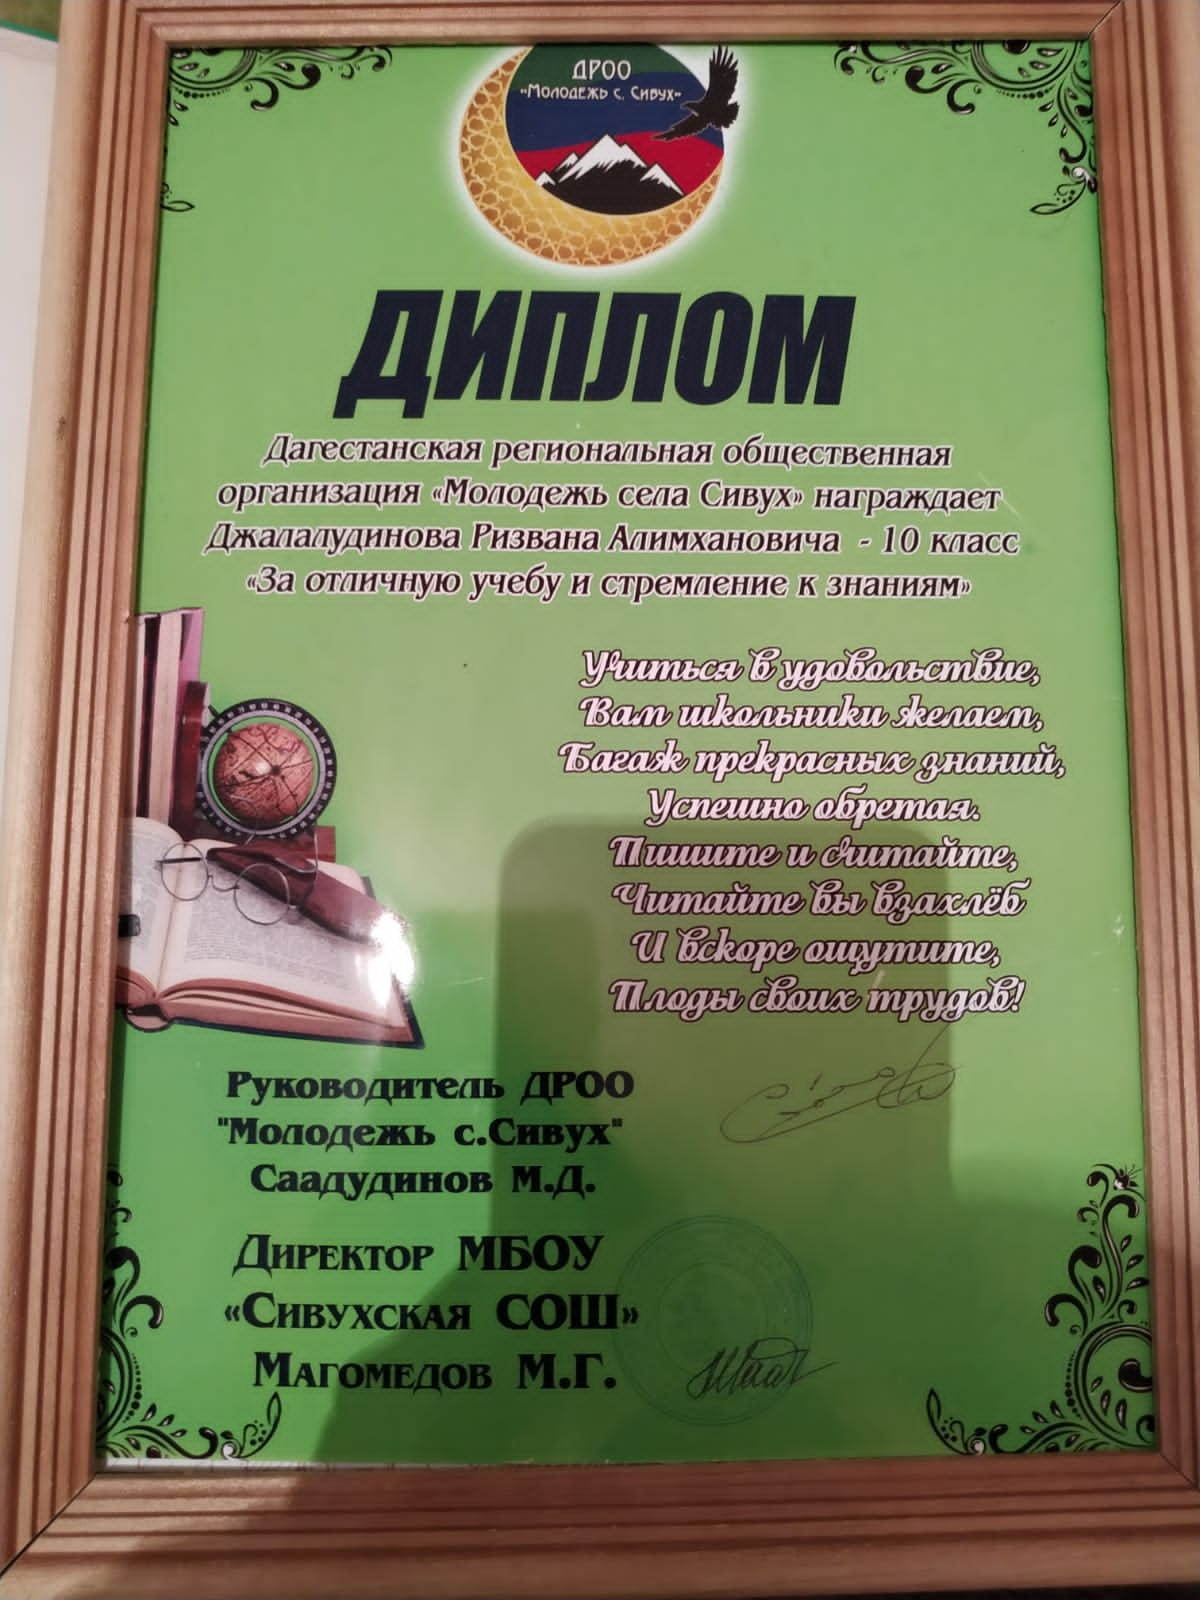 ДРОО
«Молодежь с. Сивух»
ДИПЛОМ
Дагестанская региональная общественная
организация «Молодежь села Сивух» награждает
Джалалудинова Ризвана Алимхановича - 10 класс
«За отличную учебу и стремление к знаниям»
Учиться в удовольствие,
Вам школьники желаем,
Багаж прекрасных знаний,
Успешно обретая.
Пишите и считайте,
Читайте вы взахлёб
И вскоре ощутите,
Плоды своих трудов!
Руководитель ДРОО
"Молодежь с.Сивух"
Саадудинов М.Д.
Директор МБОУ
«Сивухская СОШ»
Магомедов М.Г.